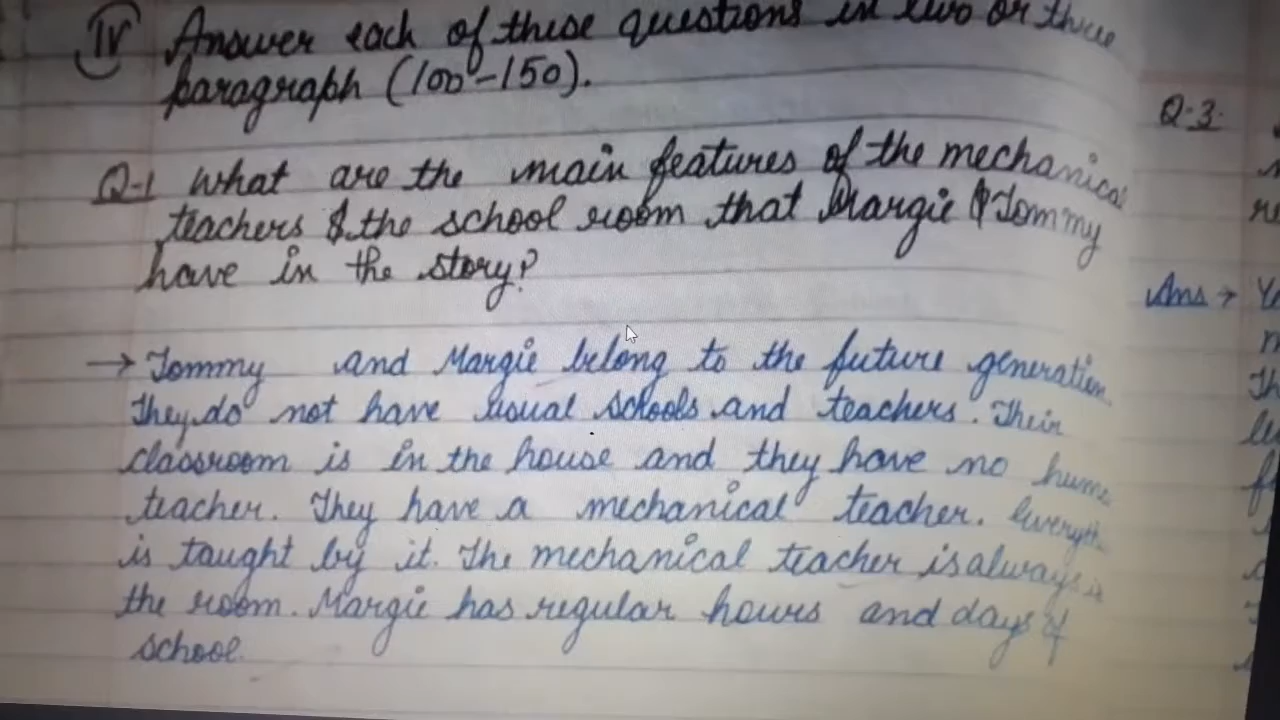 IV Answer each of these questions in two or three
paragraph (100-150).
Q-1 What are the main features of the mechanical
teachers & the school room that Margie & Tommy
have in the story?
→ Tommy and Margie belong to the future generation.
They do not have usual schools and teachers. Their
classroom is in the house and they have no
teacher. They have a mechanical teacher.
is taught by it. The mechanical teacher is always
the room. Margie has regular hours and days of
school.
Q.3.
Ans →